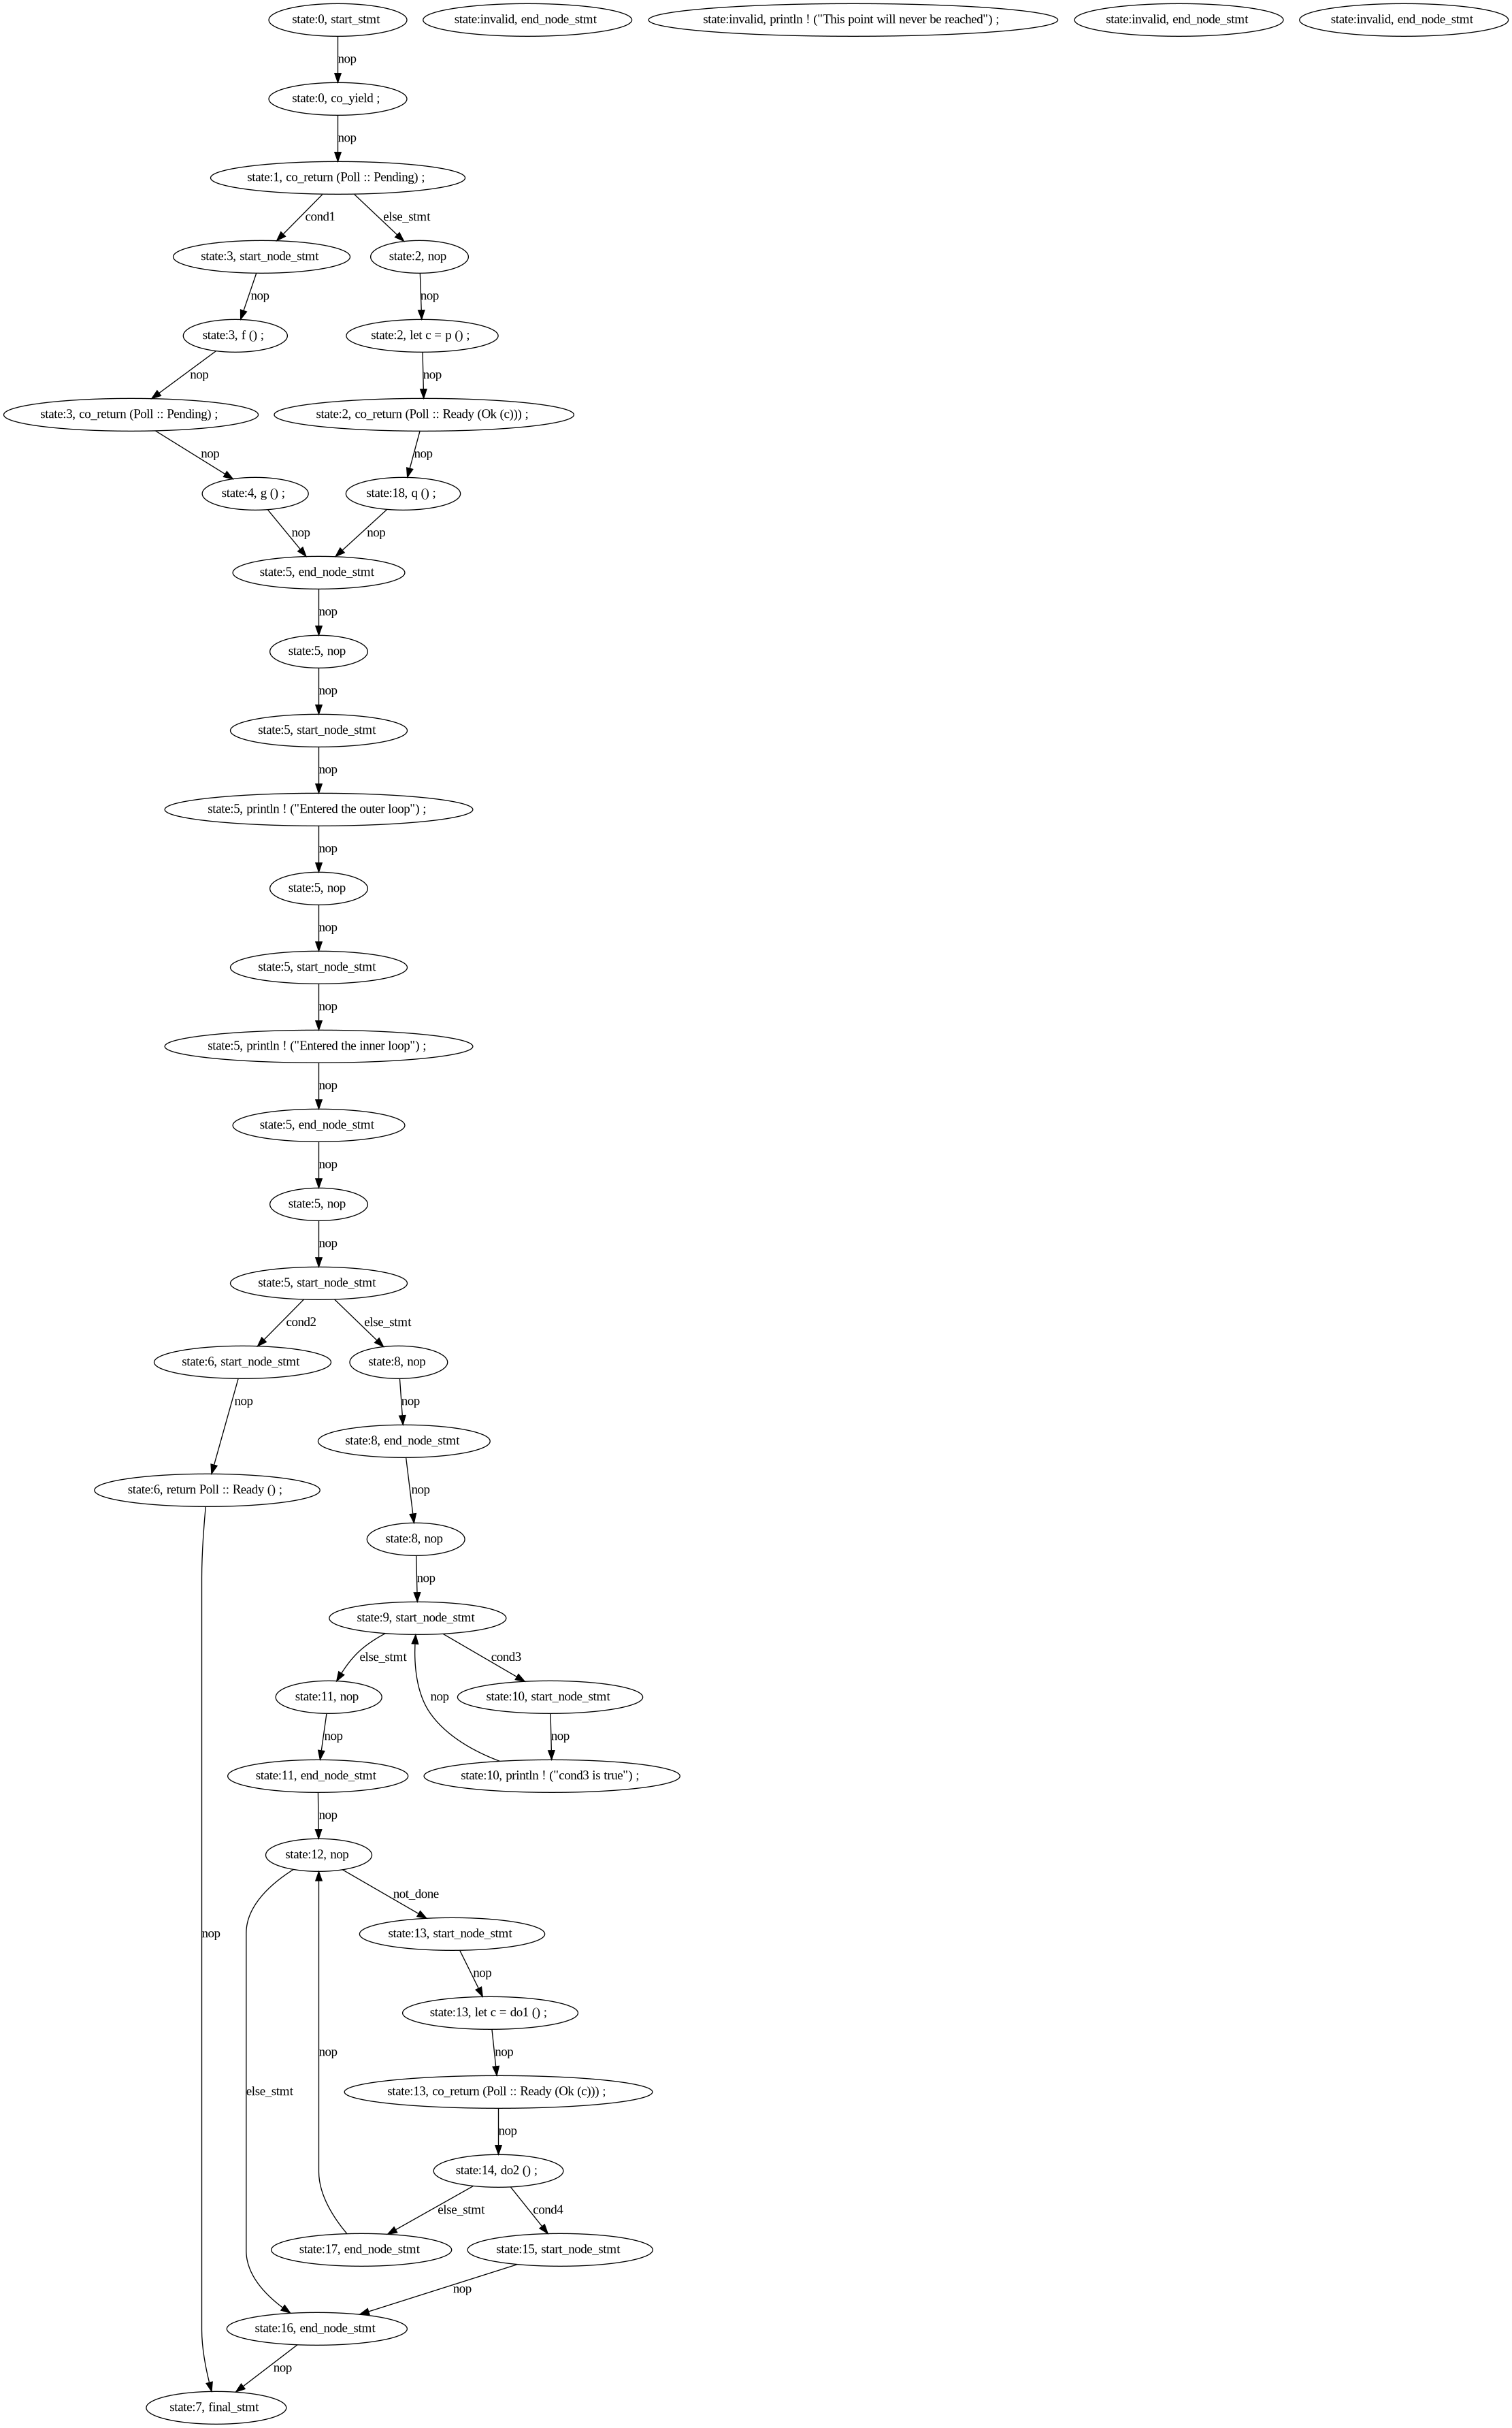 state:0, start_stmt
state:invalid, end_node_stmt
state:invalid, println ! ("This point will never be reached") ;
state:invalid, end_node_stmt
state:invalid, end_node_stmt
nop
state:0, co_yield ;
nop
state:1, co_return (Poll :: Pending) ;
cond1
else_stmt
state:3, start_node_stmt
state:2, nop
nop
nop
state:3, f () ;
state:2, let c = p () ;
nop
nop
state:3, co_return (Poll :: Pending) ;
state:2, co_return (Poll :: Ready (Ok (c))) ;
nop
nop
state:4, g () ;
state:18, q () ;
nop
nop
state:5, end_node_stmt
nop
state:5, nop
nop
state:5, start_node_stmt
nop
state:5, println ! ("Entered the outer loop") ;
nop
state:5, nop
nop
state:5, start_node_stmt
nop
state:5, println ! ("Entered the inner loop") ;
nop
state:5, end_node_stmt
nop
state:5, nop
nop
state:5, start_node_stmt
cond2
else_stmt
state:6, start_node_stmt
state:8, nop
nop
nop
state:8, end_node_stmt
state:6, return Poll :: Ready () ;
nop
state:8, nop
nop
state:9, start_node_stmt
else_stmt
cond3
state:11, nop
nop
state:10, start_node_stmt
nop
nop
state:11, end_node_stmt
state:10, println ! ("cond3 is true") ;
nop
state:12, nop
not_done
nop
state:13, start_node_stmt
nop
state:13, let c = do1 () ;
nop
nop
else_stmt
state:13, co_return (Poll :: Ready (Ok (c))) ;
nop
state:14, do2 () ;
else_stmt
cond4
state:17, end_node_stmt
state:15, start_node_stmt
nop
state:16, end_node_stmt
nop
state:7, final_stmt